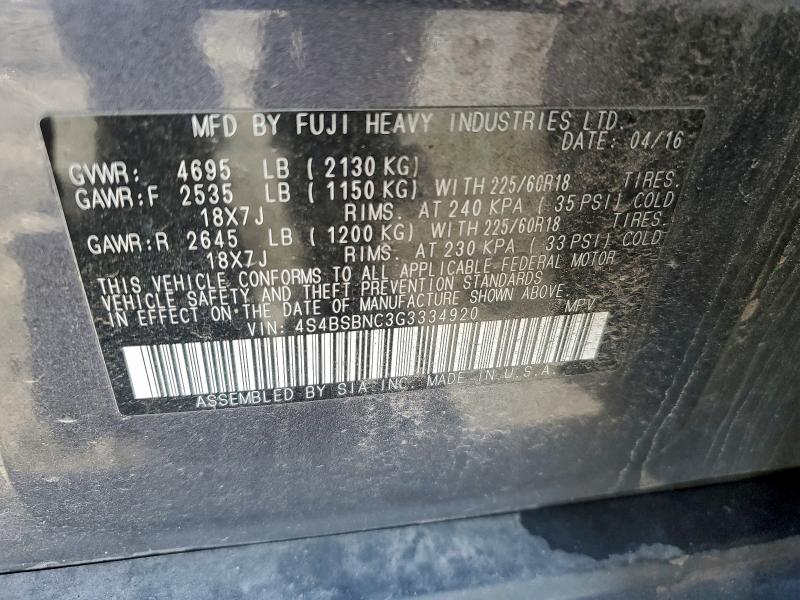 MFD BY FUJI HEAVY INDUSTRIES LTD.
DATE: 04/16
GVWR: 4695 LB ( 2130 KG)
GAWR:F 2535 LB ( 1150 KG) WITH 225/60R18 TIRES.
18X7J RIMS. AT 240 KPA ( 35 PSI) COLD
GAWR:R 2645 LB ( 1200 KG) WITH 225/60R18 TIRES.
18X7J RIMS. AT 230 KPA ( 33 PSI) COLD
THIS VEHICLE CONFORMS TO ALL APPLICABLE FEDERAL MOTOR
VEHICLE SAFETY AND THEFT PREVENTION STANDARDS
IN EFFECT ON THE DATE OF MANUFACTURE SHOWN ABOVE.
VIN: 4S4BSBNC3G3334920 MPV
ASSEMBLED BY SIA INC. MADE IN U.S.A.